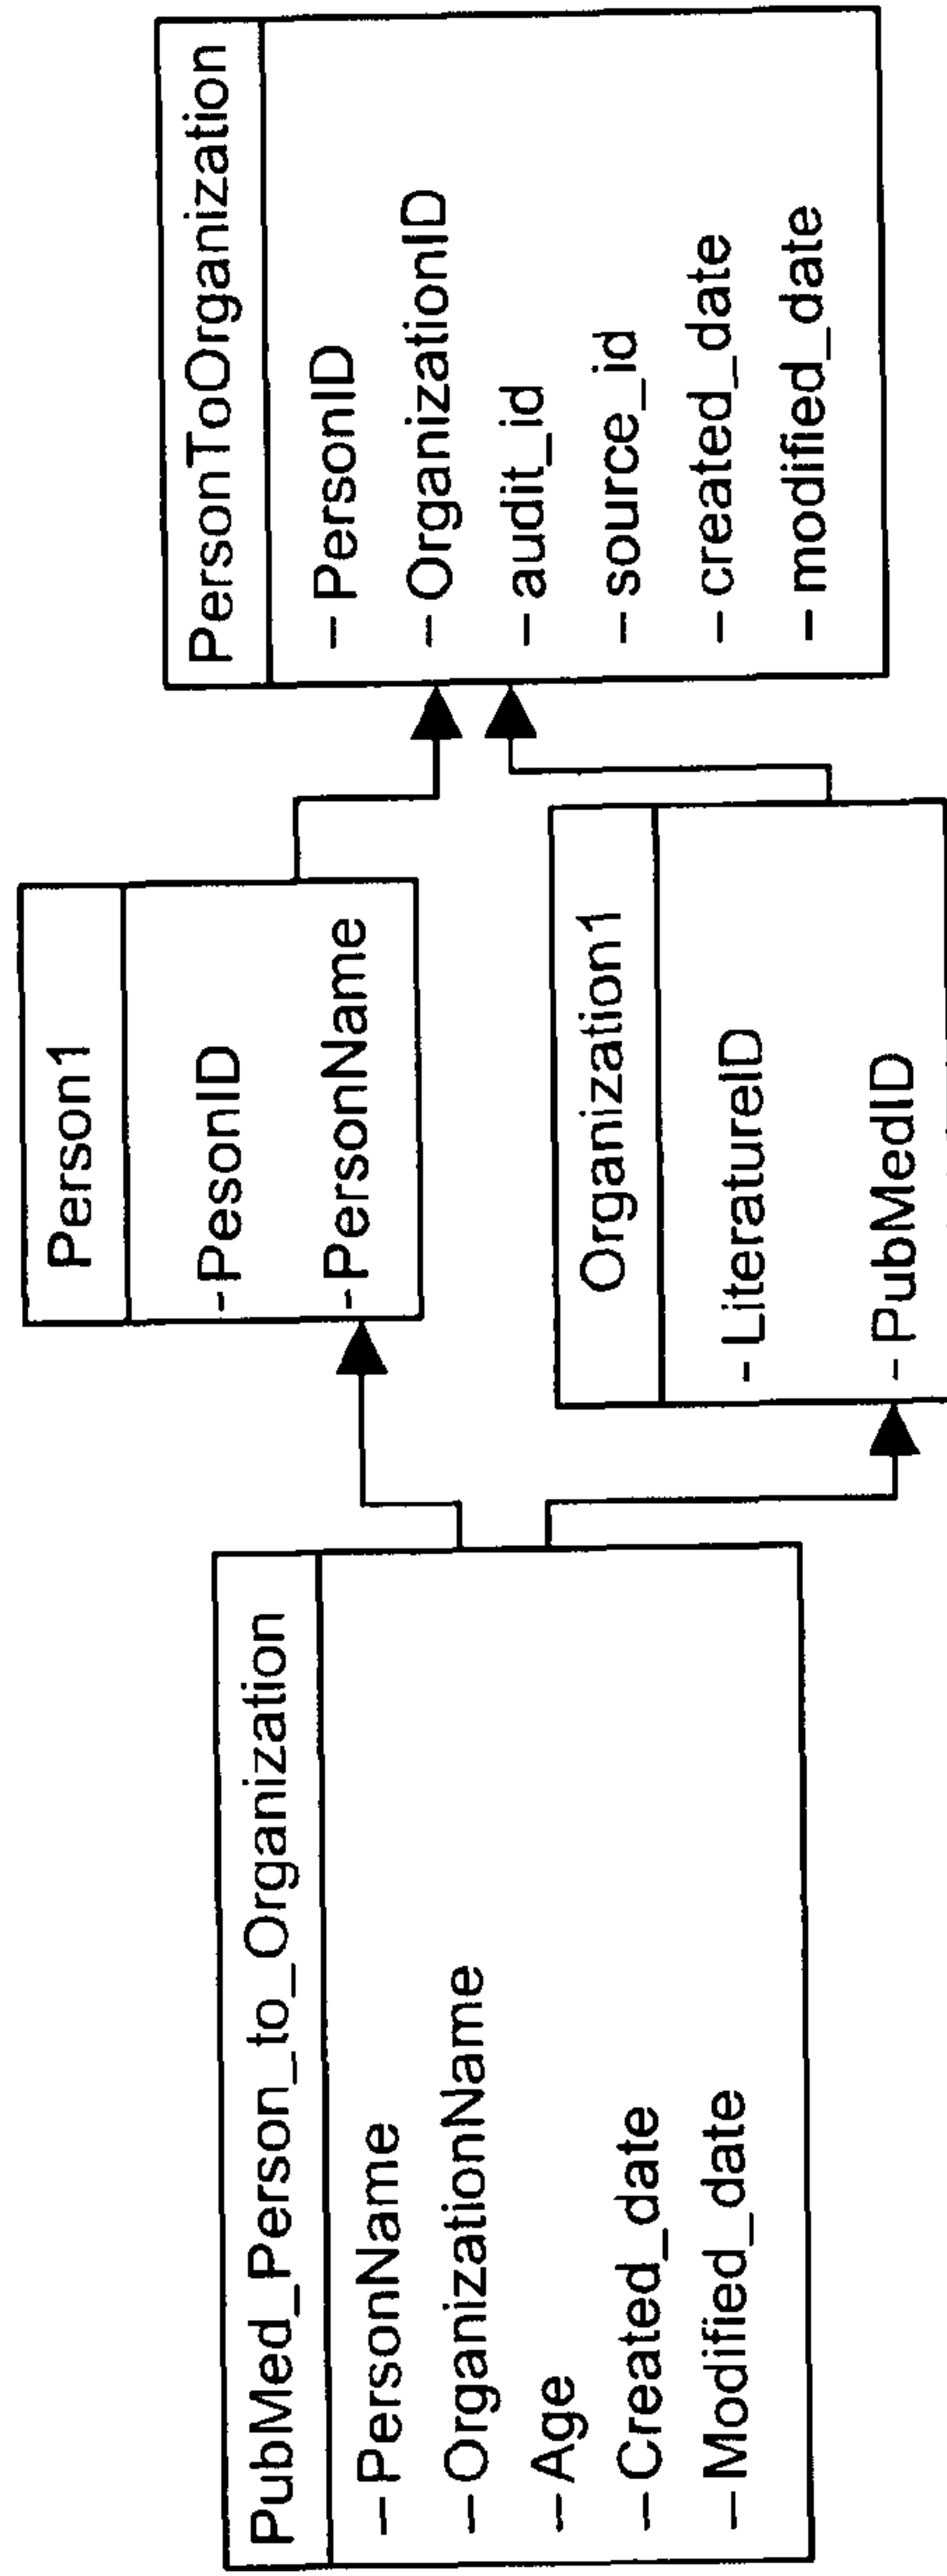 PubMed_Person_to_Organization
– PersonName
– OrganizationName
– Age
– Created_date
– Modified_date
Person1
- PesonID
- PersonName
Organization1
- LiteratureID
- PubMedID
PersonToOrganization
– PersonID
– OrganizationID
– audit_id
– source_id
– created_date
– modified_date